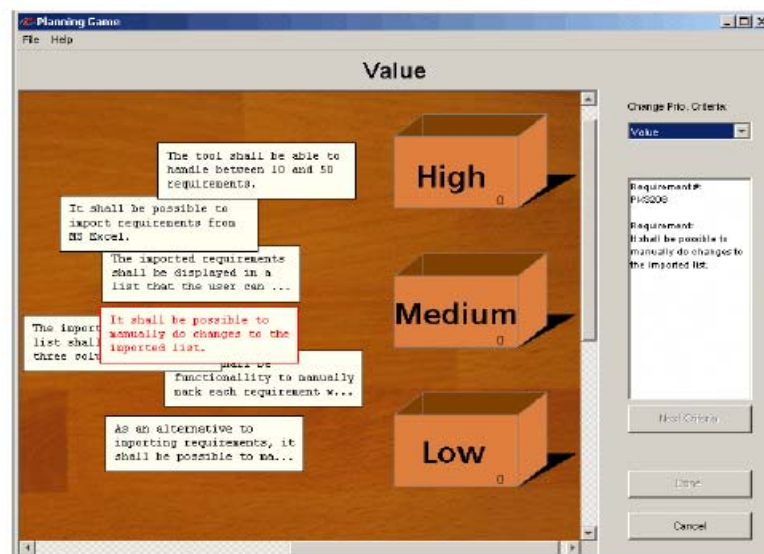 Planning Game
File Help
Value
The tool shall be able to
handle between 10 and 50
requirements.
It shall be possible to
import requirements from
MS Excel.
The imported requirements
shall be displayed in a
list that the user can ...
The import
list shal
three sol
It shall be possible to
manually do changes to the
imported list.
shall be
functionallity to manually
mark each requirement w...
As an alternative to
importing requirements, it
shall be possible to ma...
High
0
Medium
0
Low
0
Change Prio. Criteria:
Value
Requirement#:
Requirement:
It shall be possible to
manually do changes to
the imported list.
Next Criteria
Done
Cancel